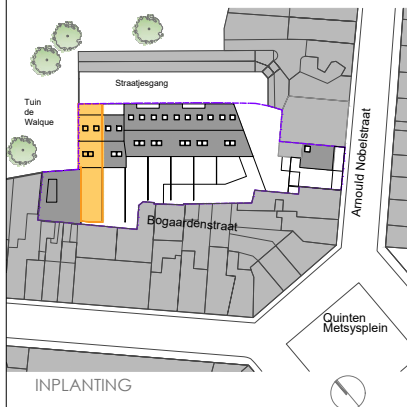 Straatjesgang
Tuin
de
Walque
Arnould Nobelstraat
Bogaardenstraat
Quinten
Metsysplein
INPLANTING